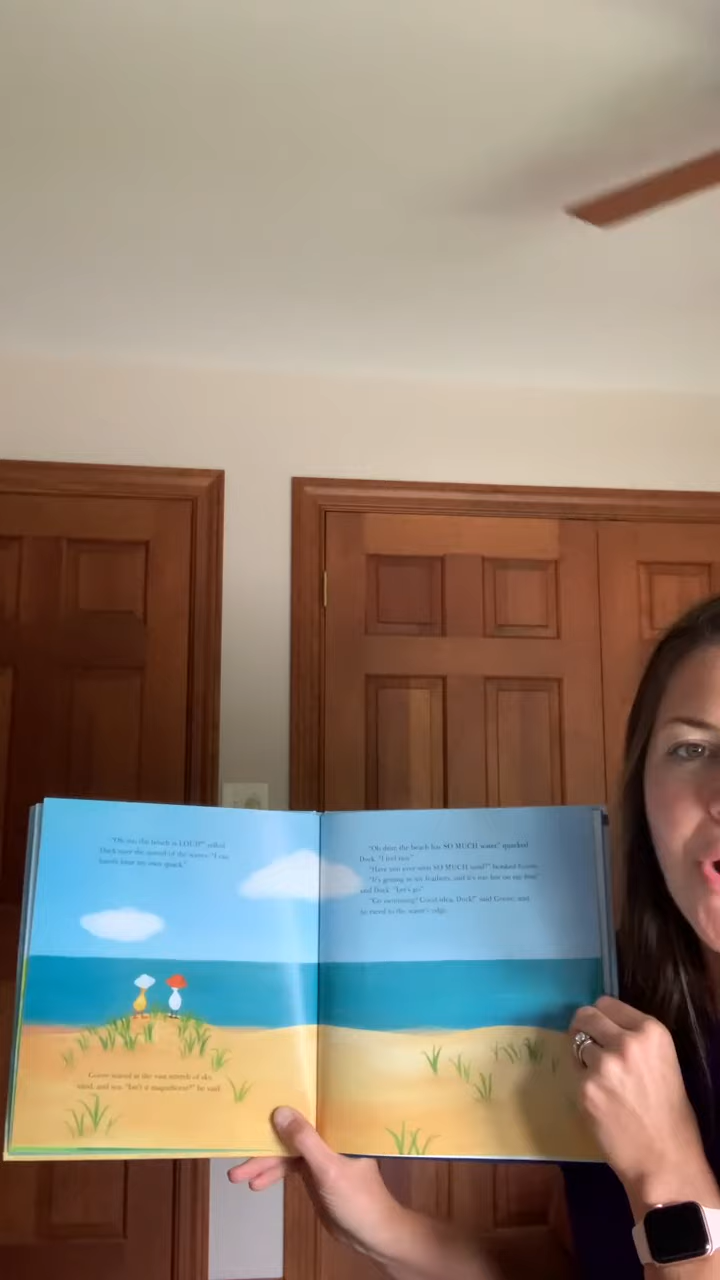 "Oh my, the beach is LOUD!" yelled
Duck over the sound of the waves. "I can
barely hear my own quack."
Goose stared at the vast stretch of sky,
sand, and sea. "Isn't it magnificent?" he said.
"Oh dear, the beach has SO MUCH water," quacked
Duck. "I feel tiny."
"Have you ever seen SO MUCH sand?" honked Goose.
"It's getting in my feathers, and it's too hot on my feet,"
said Duck. "Let's go."
"Go swimming? Good idea, Duck!" said Goose, and
he raced to the water's edge.